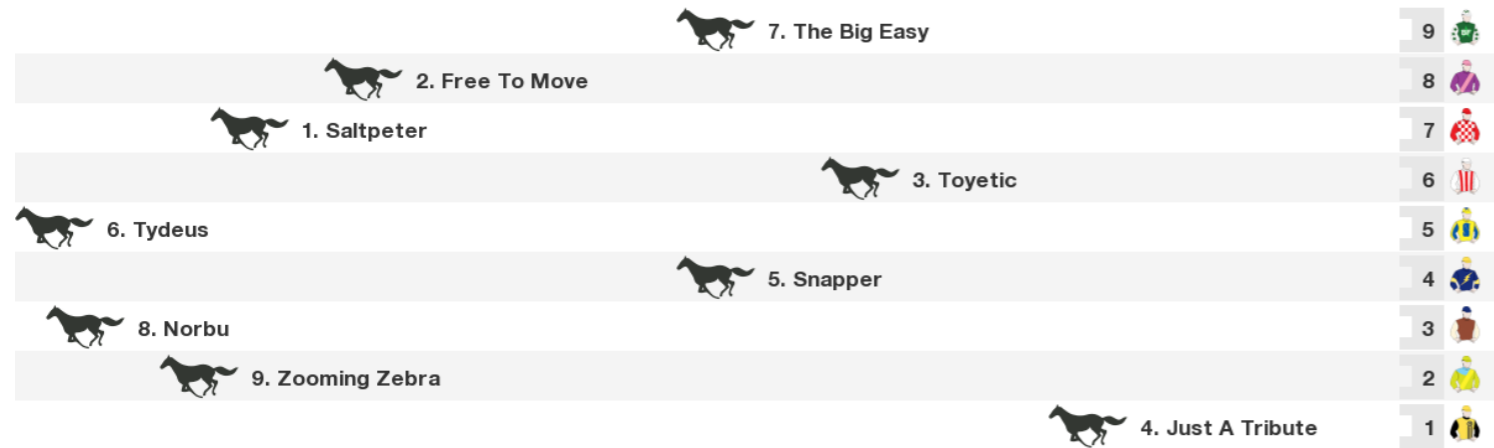 7. The Big Easy 9
2. Free To Move 8
1. Saltpeter 7
3. Toyetic 6
6. Tydeus 5
5. Snapper 4
8. Norbu 3
9. Zooming Zebra 2
4. Just A Tribute 1